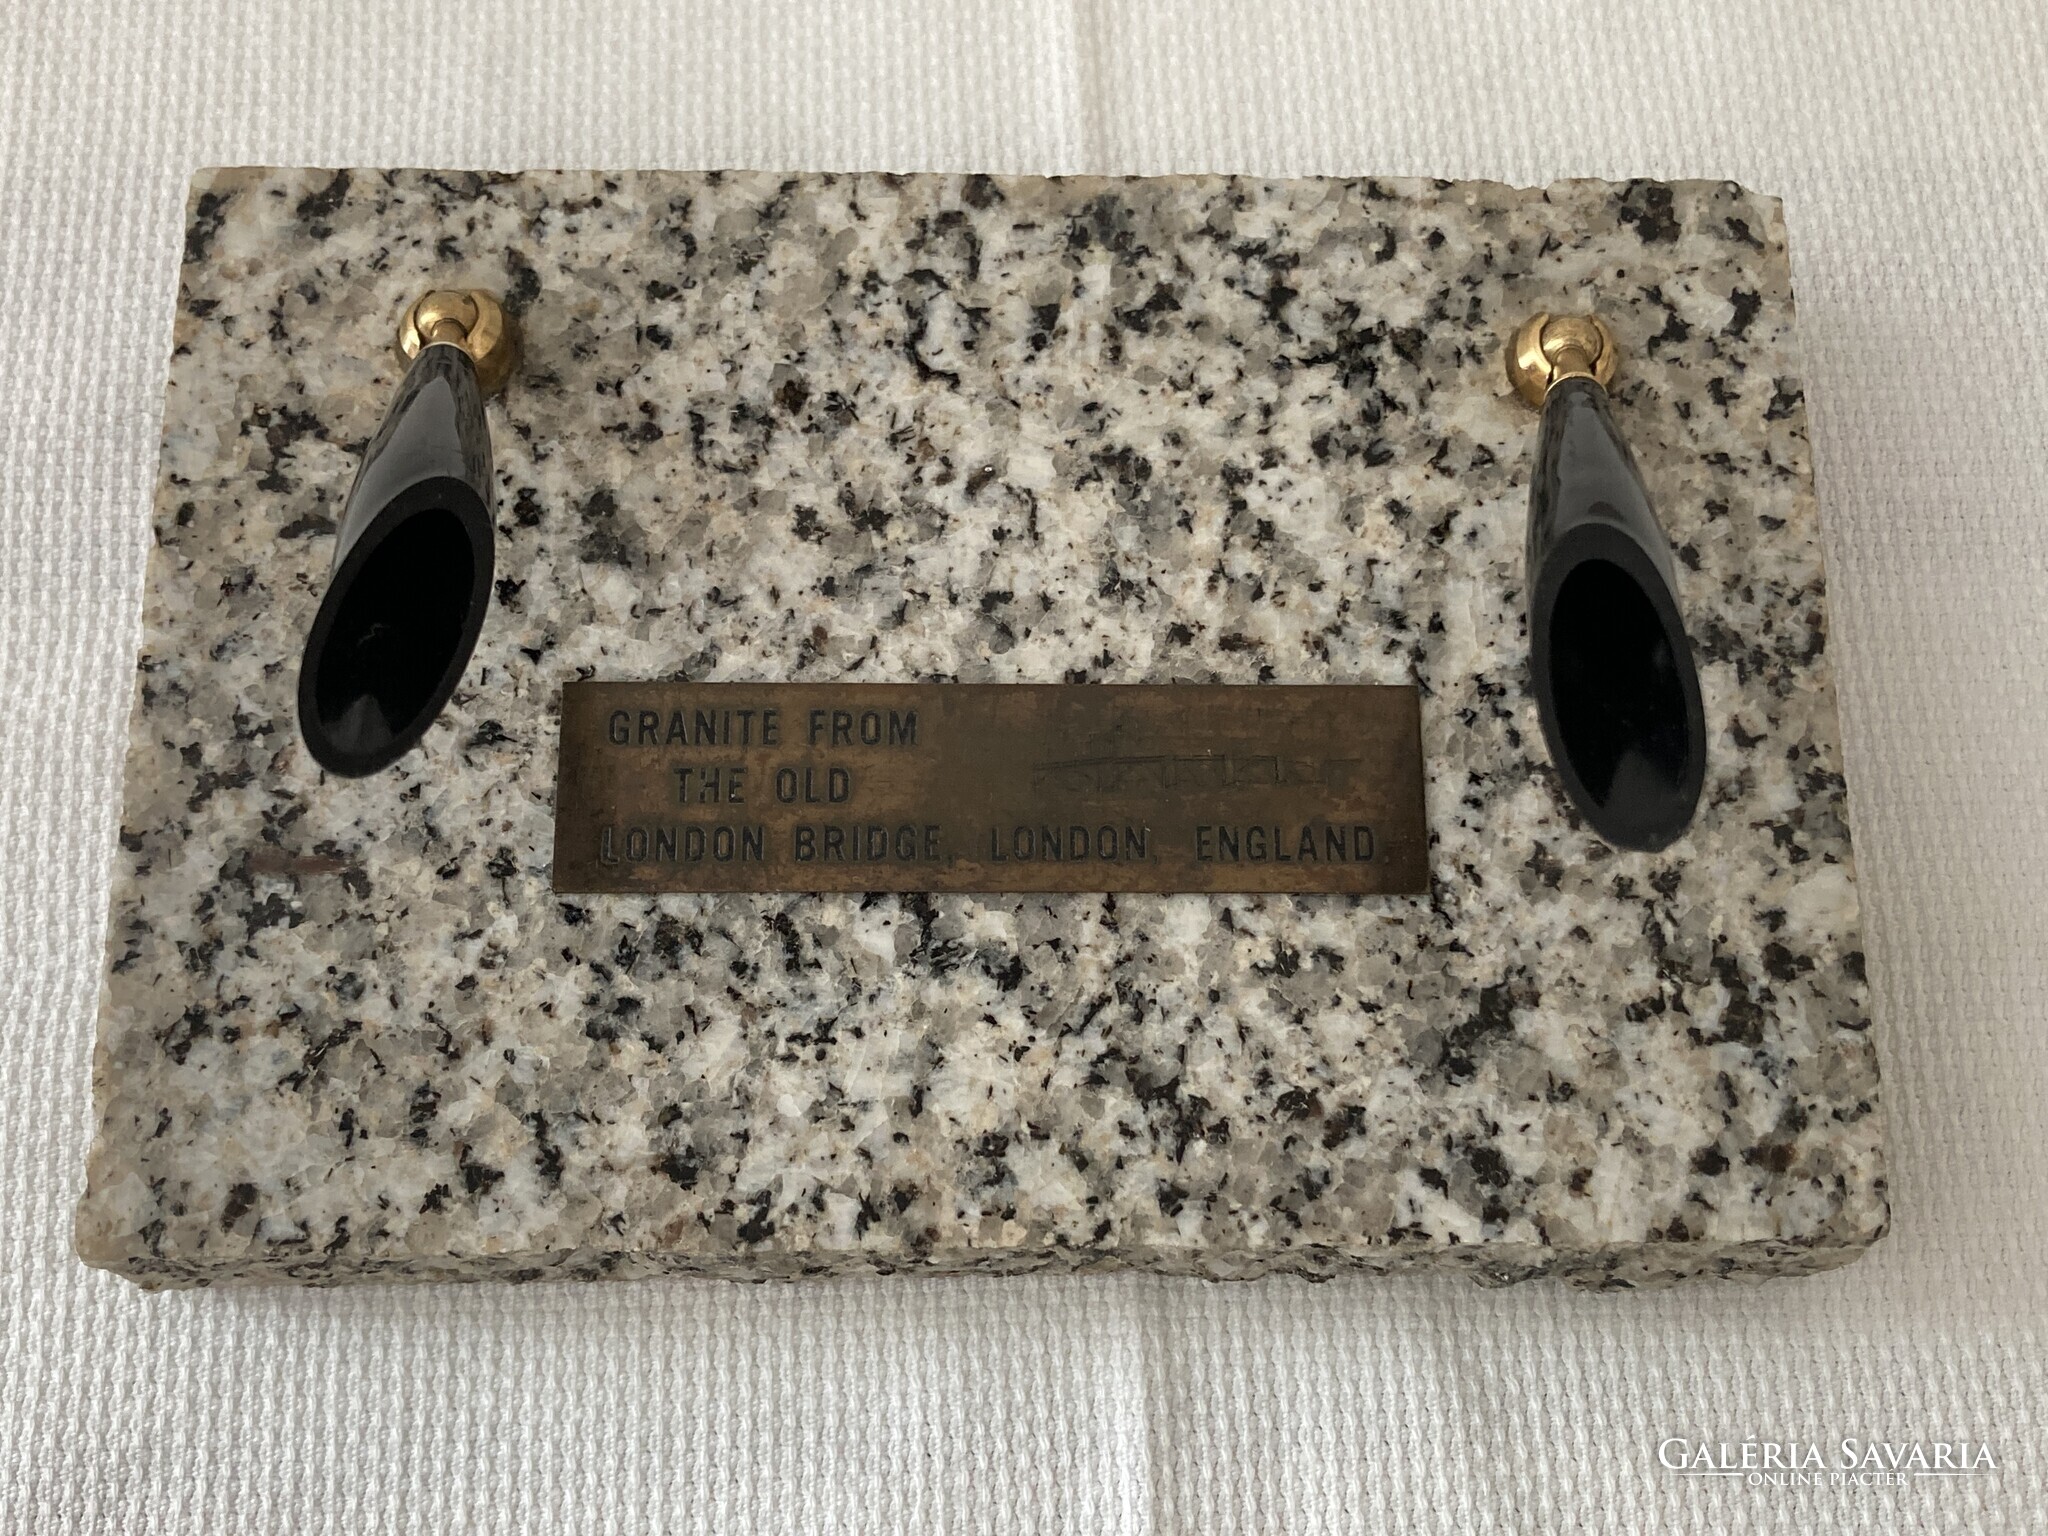 GRANITE FROM
THE OLD
LONDON BRIDGE, LONDON, ENGLAND
GALÉRIA SAVARIA
ONLINE PIACTÉR